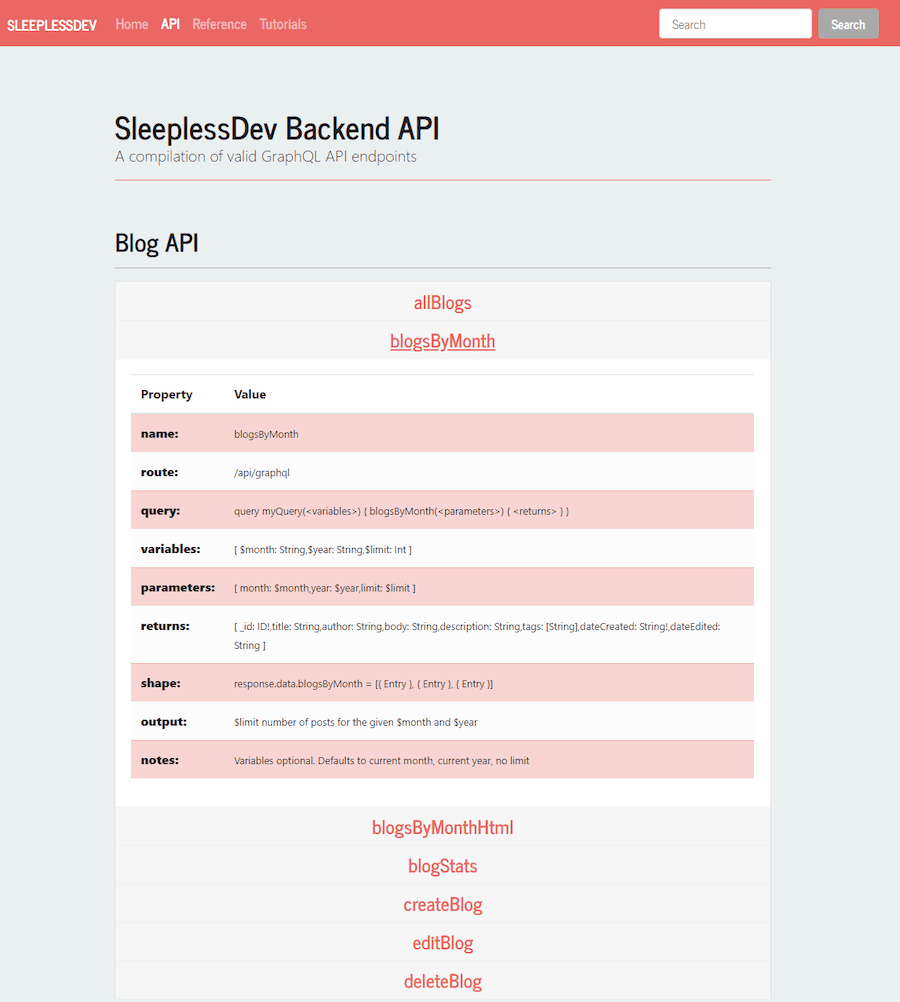 SLEEPLESSDEV Home API Reference Tutorials Search Search
SleeplessDev Backend API
A compilation of valid GraphQL API endpoints
Blog API
allBlogs
blogsByMonth
Property Value
name: blogsByMonth
route: /api/graphql
query: query myQuery(<variables>) { blogsByMonth(<parameters>) { <returns> } }
variables: [ $month: String,$year: String,$limit: Int ]
parameters: [ month: $month,year: $year,limit: $limit ]
returns: [ _id: ID!,title: String,author: String,body: String,description: String,tags: [String],dateCreated: String!,dateEdited:
String ]
shape: response.data.blogsByMonth = [{ Entry }, { Entry }, { Entry }]
output: $limit number of posts for the given $month and $year
notes: Variables optional. Defaults to current month, current year, no limit
blogsByMonthHtml
blogStats
createBlog
editBlog
deleteBlog